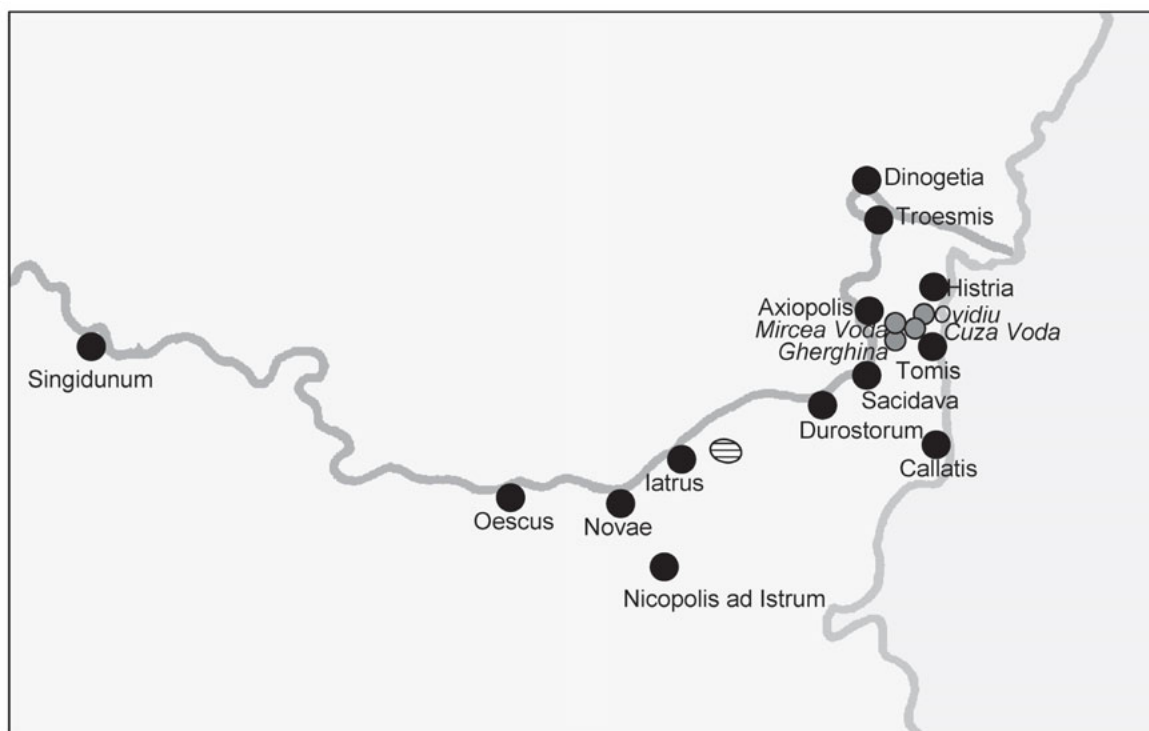 Dinogetia
Troesmis
Histria
Axiopolis
Ovidiu
Mircea Voda
Cuza Voda
Gherghina
Tomis
Singidunum
Sacidava
Durostorum
Callatis
Iatrus
Oescus
Novae
Nicopolis ad Istrum